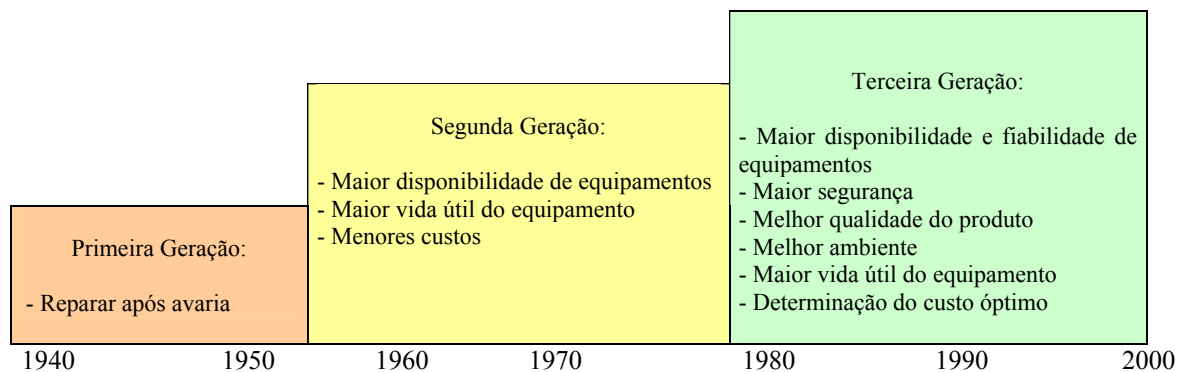 Primeira Geração:
- Reparar após avaria
Segunda Geração:
- Maior disponibilidade de equipamentos
- Maior vida útil do equipamento
- Menores custos
Terceira Geração:
- Maior disponibilidade e fiabilidade de
equipamentos
- Maior segurança
- Melhor qualidade do produto
- Melhor ambiente
- Maior vida útil do equipamento
- Determinação do custo óptimo
1940 1950 1960 1970 1980 1990 2000